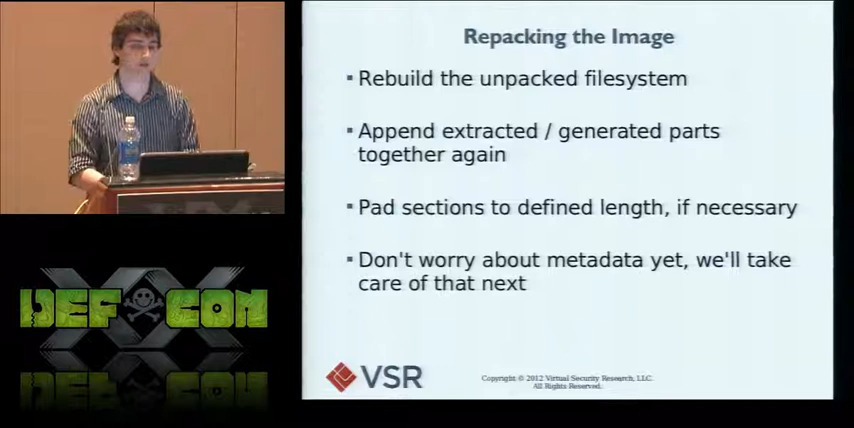 Repacking the Image
▪ Rebuild the unpacked filesystem
▪ Append extracted / generated parts
together again
▪ Pad sections to defined length, if necessary
▪ Don't worry about metadata yet, we'll take
care of that next
VSR
Copyright © 2012 Virtual Security Research, LLC.
All Rights Reserved.
XX
DEF CON